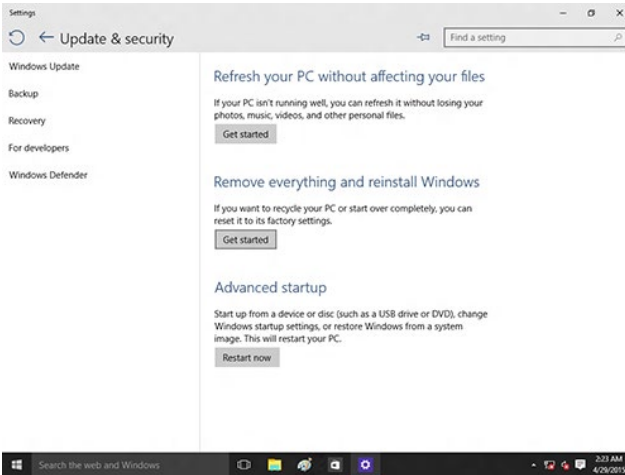 Settings
Update & security
Find a setting
Windows Update
Backup
Recovery
For developers
Windows Defender
Refresh your PC without affecting your files
If your PC isn't running well, you can refresh it without losing your
photos, music, videos, and other personal files.
Get started
Remove everything and reinstall Windows
If you want to recycle your PC or start over completely, you can
reset it to its factory settings.
Get started
Advanced startup
Start up from a device or disc (such as a USB drive or DVD), change
Windows startup settings, or restore Windows from a system
image. This will restart your PC.
Restart now
Search the web and Windows
2:23 AM
4/29/2015